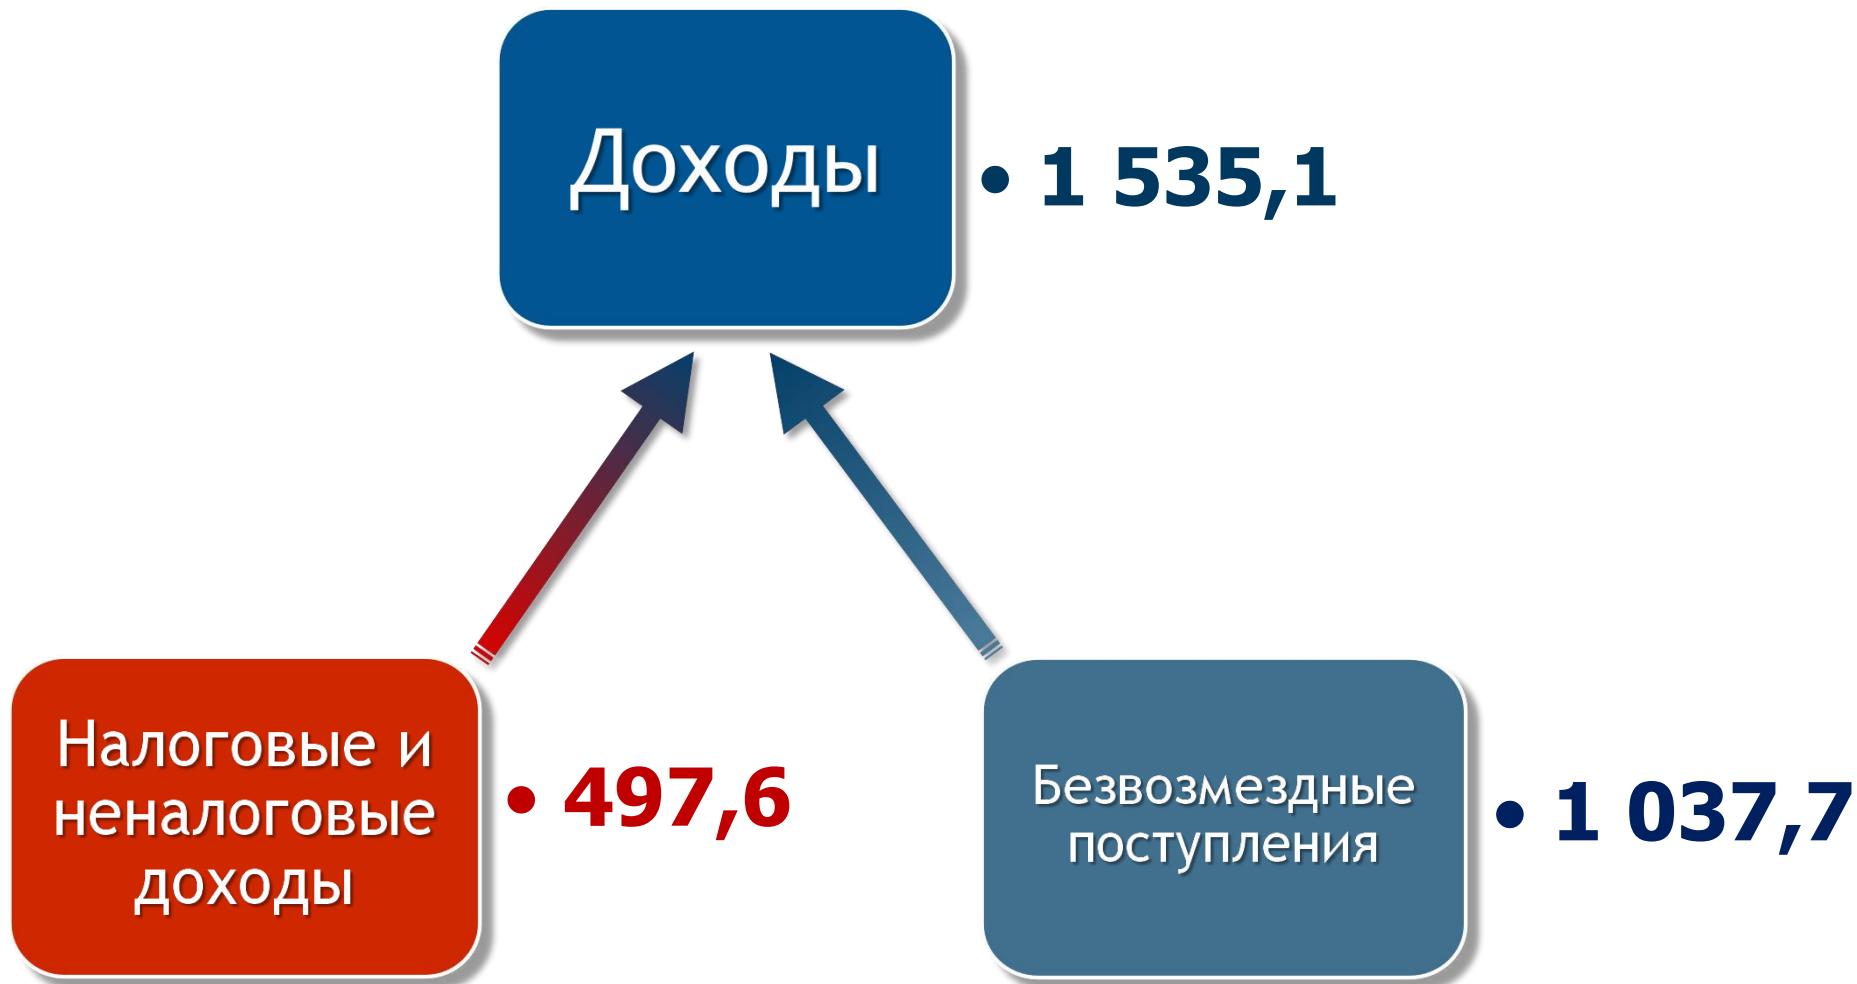 Доходы
• 1 535,1
Налоговые и
неналоговые
доходы
• 497,6
Безвозмездные
поступления
• 1 037,7